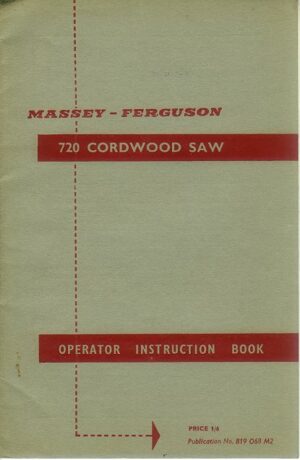 MASSEY-FERGUSON
720 CORDWOOD SAW
OPERATOR INSTRUCTION BOOK
PRICE 1/6
Publication No. 819 068 M2